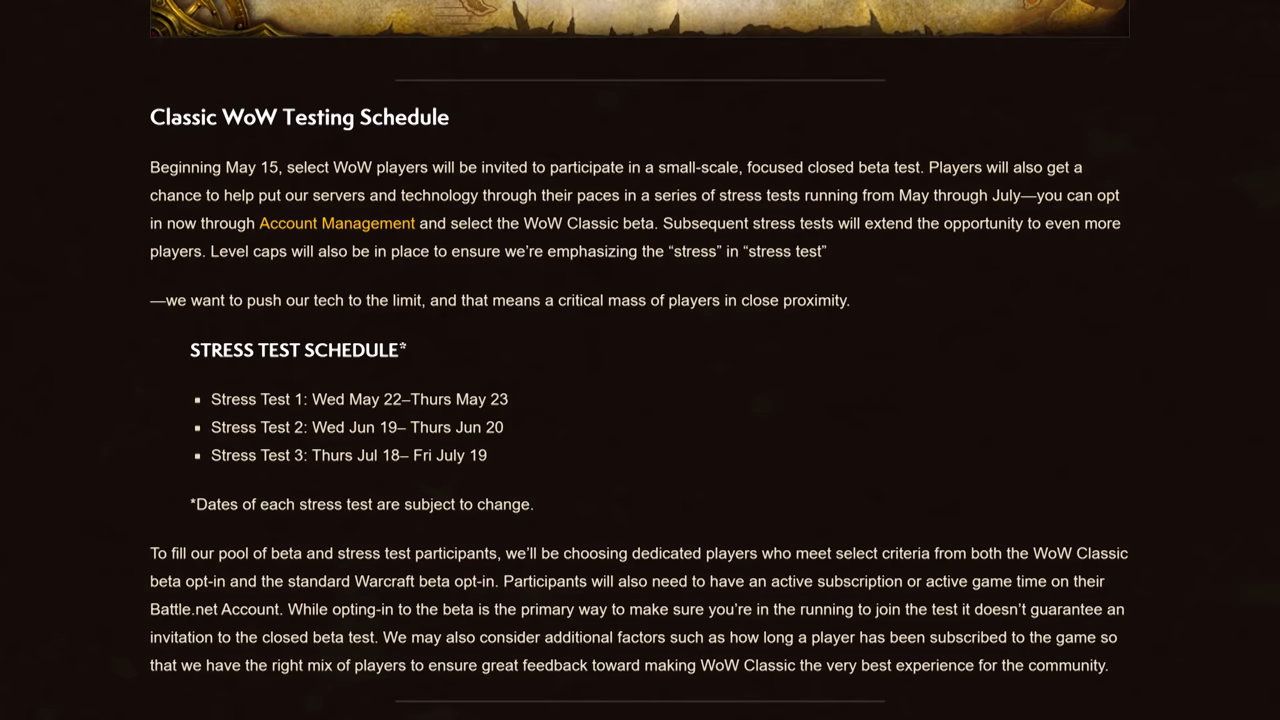 Classic WoW Testing Schedule
Beginning May 15, select WoW players will be invited to participate in a small-scale, focused closed beta test. Players will also get a
chance to help put our servers and technology through their paces in a series of stress tests running from May through July—you can opt
in now through Account Management and select the WoW Classic beta. Subsequent stress tests will extend the opportunity to even more
players. Level caps will also be in place to ensure we’re emphasizing the “stress” in “stress test”
—we want to push our tech to the limit, and that means a critical mass of players in close proximity.
STRESS TEST SCHEDULE*
▪ Stress Test 1: Wed May 22–Thurs May 23
▪ Stress Test 2: Wed Jun 19– Thurs Jun 20
▪ Stress Test 3: Thurs Jul 18– Fri July 19
*Dates of each stress test are subject to change.
To fill our pool of beta and stress test participants, we’ll be choosing dedicated players who meet select criteria from both the WoW Classic
beta opt-in and the standard Warcraft beta opt-in. Participants will also need to have an active subscription or active game time on their
Battle.net Account. While opting-in to the beta is the primary way to make sure you’re in the running to join the test it doesn’t guarantee an
invitation to the closed beta test. We may also consider additional factors such as how long a player has been subscribed to the game so
that we have the right mix of players to ensure great feedback toward making WoW Classic the very best experience for the community.